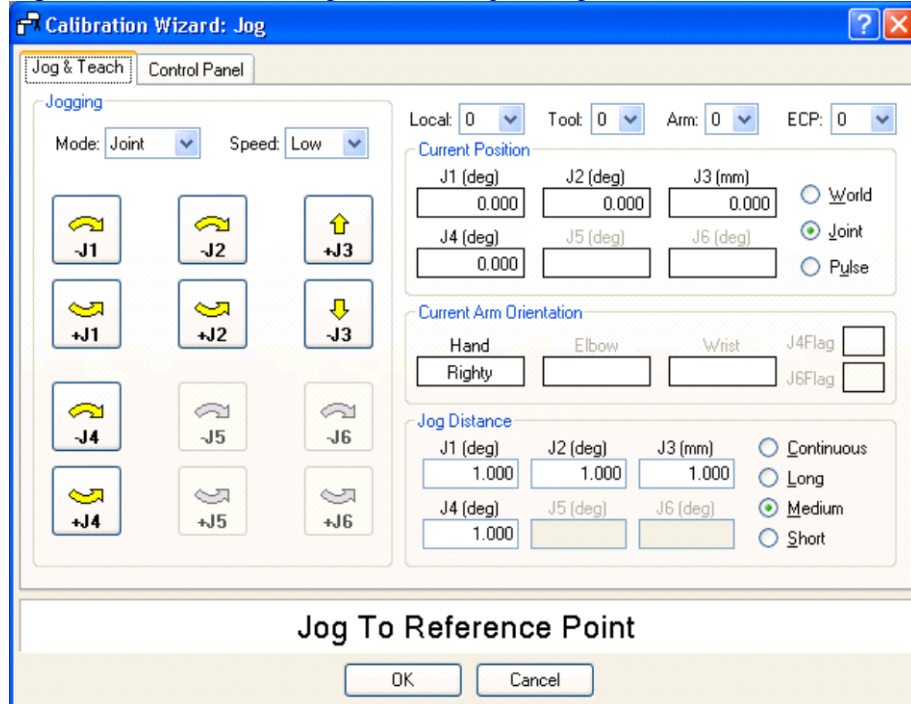 Calibration Wizard: Jog
Jog & Teach Control Panel
Jogging
Mode: Joint Speed: Low
-J1 -J2 +J3
+J1 +J2 -J3
-J4 -J5 -J6
+J4 +J5 +J6
Local: 0 Tool: 0 Arm: 0 ECP: 0
Current Position
J1 (deg) J2 (deg) J3 (mm)
0.000 0.000 0.000
J4 (deg) J5 (deg) J6 (deg)
0.000
World
Joint
Pulse
Current Arm Orientation
Hand Elbow Wrist J4Flag
Righty J6Flag
Jog Distance
J1 (deg) J2 (deg) J3 (mm)
1.000 1.000 1.000
J4 (deg) J5 (deg) J6 (deg)
1.000
Continuous
Long
Medium
Short
Jog To Reference Point
OK Cancel